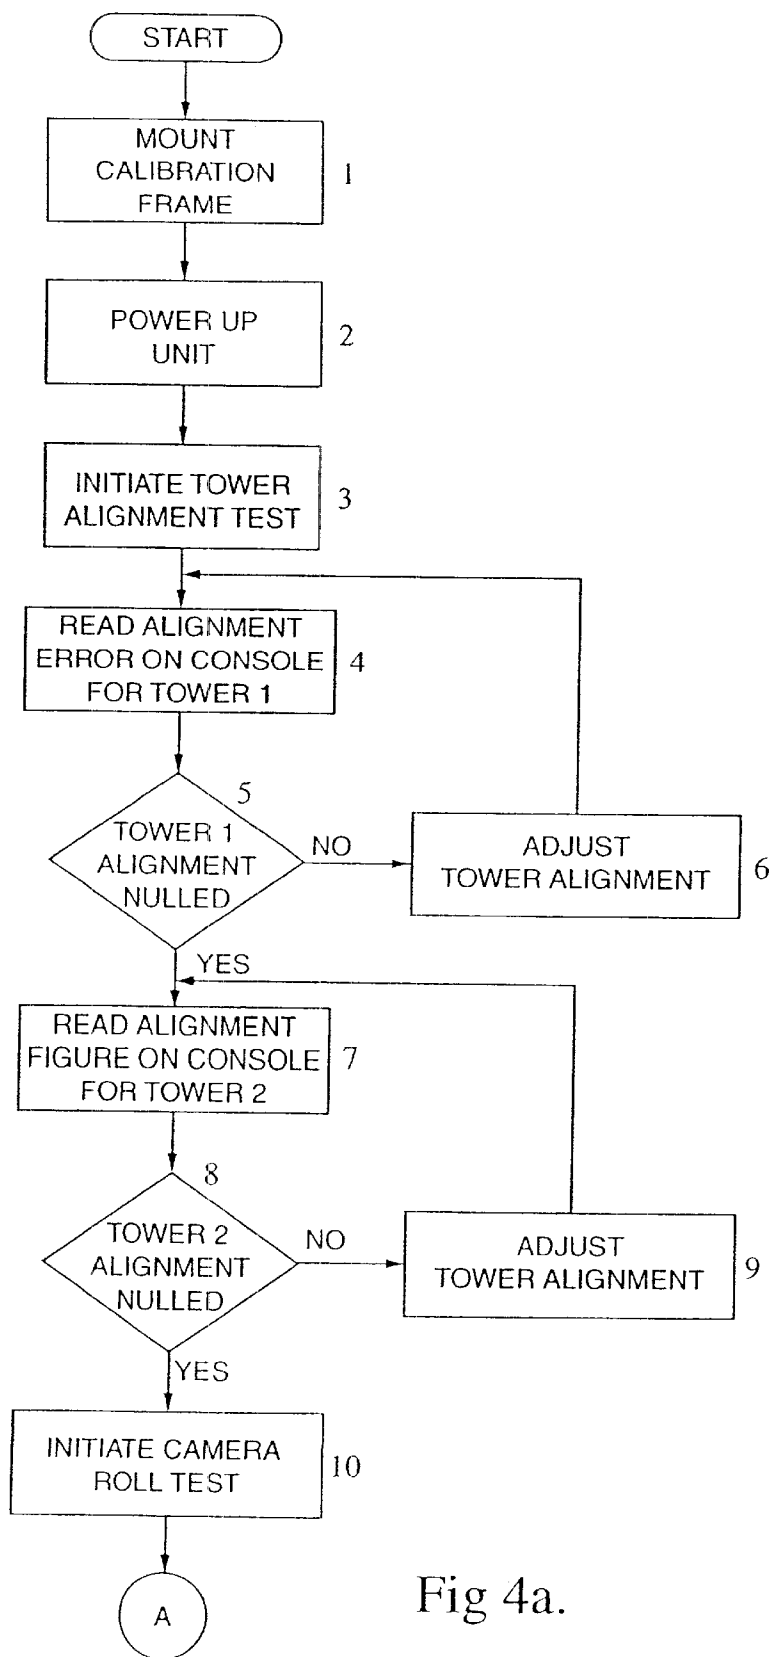 START
MOUNT
CALIBRATION
FRAME
1
POWER UP
UNIT
2
INITIATE TOWER
ALIGNMENT TEST
3
READ ALIGNMENT
ERROR ON CONSOLE
FOR TOWER 1
4
5
TOWER 1
ALIGNMENT
NULLED
NO
ADJUST
TOWER ALIGNMENT
6
YES
READ ALIGNMENT
FIGURE ON CONSOLE
FOR TOWER 2
7
8
TOWER 2
ALIGNMENT
NULLED
NO
ADJUST
TOWER ALIGNMENT
9
YES
INITIATE CAMERA
ROLL TEST
10
A
Fig 4a.